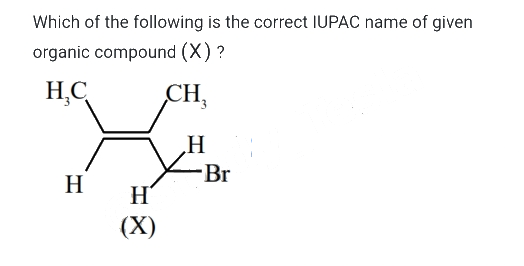 Which of the following is the correct IUPAC name of given
organic compound (X) ?
H₃C CH₃
H
Br
H
H
(X)